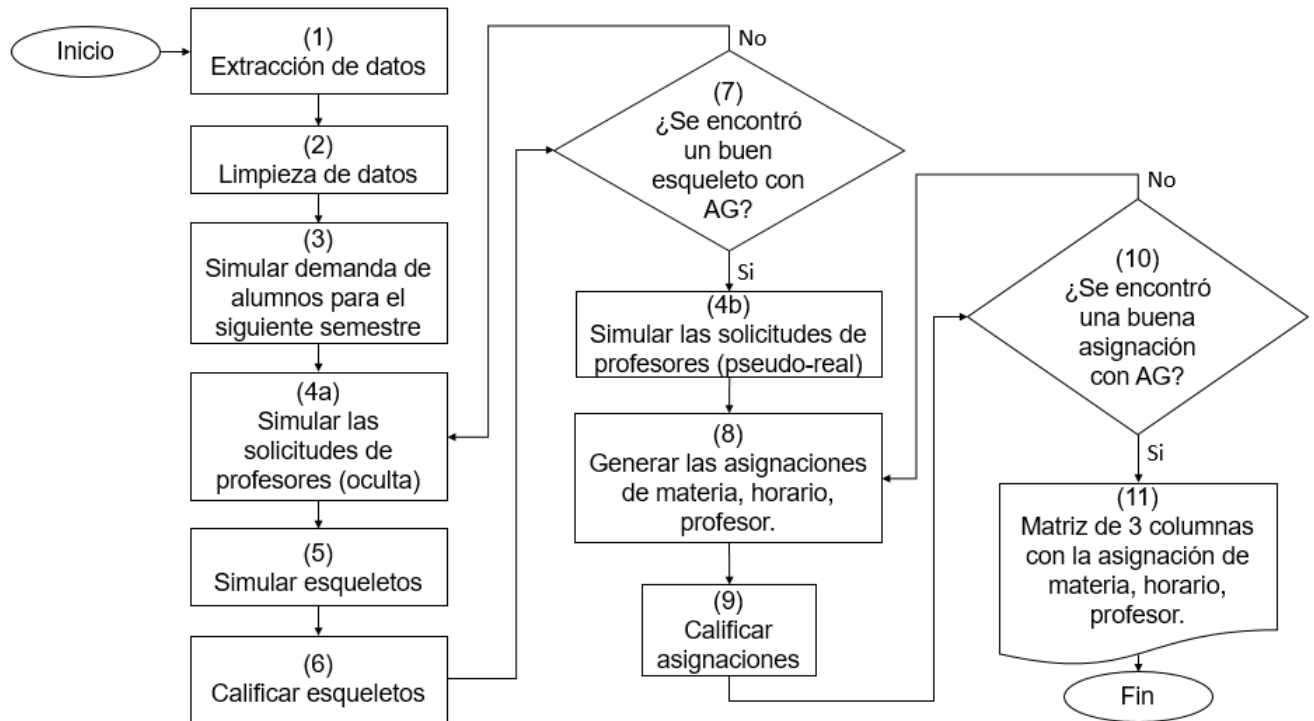 Inicio
(1)
Extracción de datos
(2)
Limpieza de datos
(3)
Simular demanda de
alumnos para el
siguiente semestre
(4a)
Simular las
solicitudes de
profesores (oculta)
(5)
Simular esqueletos
(6)
Calificar esqueletos
No
(7)
¿Se encontró
un buen
esqueleto con
AG?
Si
(4b)
Simular las solicitudes de
profesores (pseudo-real)
(8)
Generar las asignaciones
de materia, horario,
profesor.
(9)
Calificar
asignaciones
No
(10)
¿Se encontró
una buena
asignación
con AG?
Si
(11)
Matriz de 3 columnas
con la asignación de
materia, horario,
profesor.
Fin